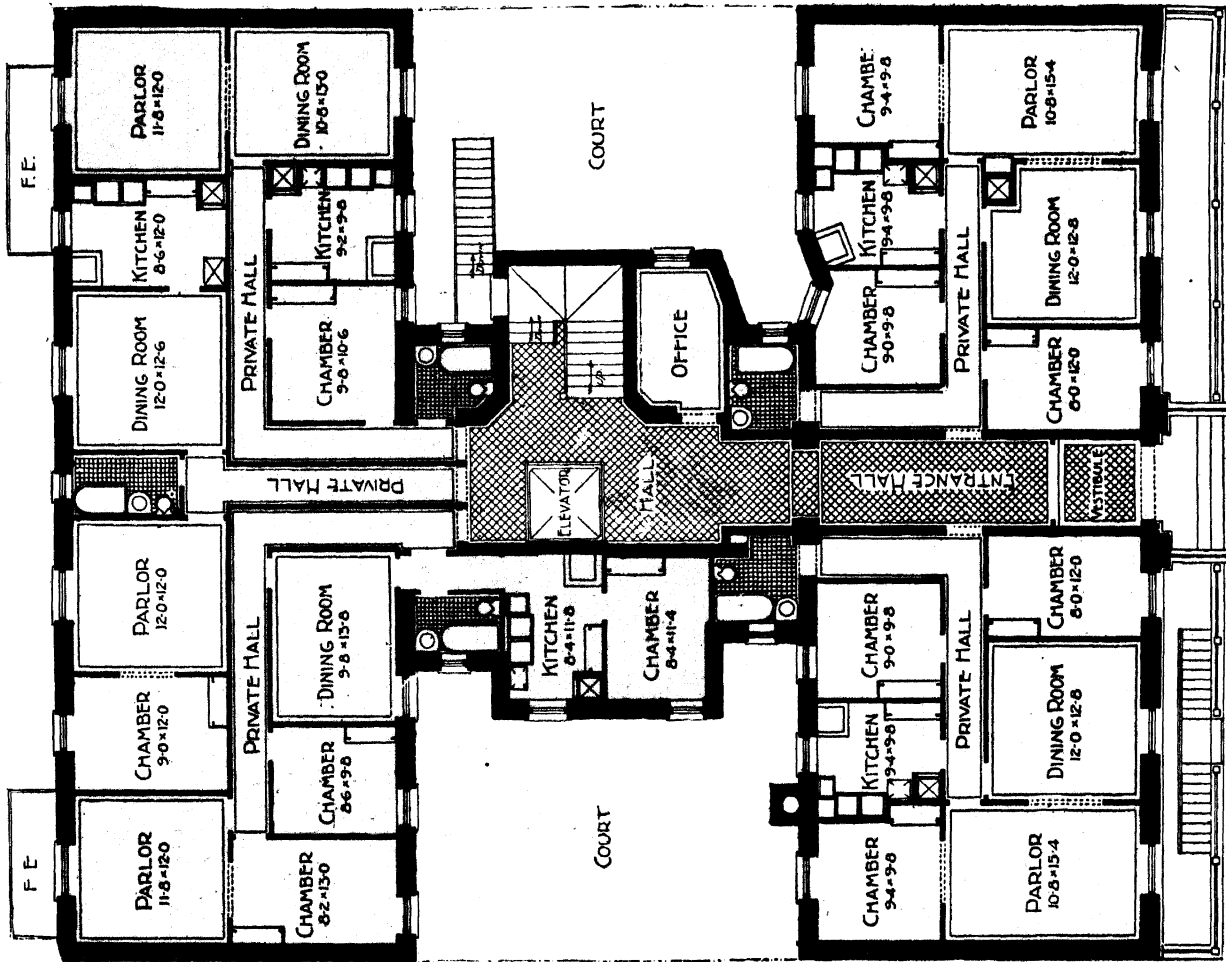 F.E.
PARLOR
11-8×12-0
DINING ROOM
10-8×13-0
KITCHEN
8-6×12-0
KITCHEN
9-2×9-8
PRIVATE HALL
DINING ROOM
12-0×12-6
CHAMBER
9-8×10-6
PRIVATE HALL
PARLOR
12-0×12-0
CHAMBER
9-0×12-0
PRIVATE HALL
DINING ROOM
9-8×13-8
CHAMBER
8-6×9-8
F E
PARLOR
11-8×12-0
CHAMBER
8-2×13-0
COURT
UP
OFFICE
ELEVATOR
HALL
KITCHEN
8-4×11-8
CHAMBER
8-4×11-4
COURT
CHAMBE
9-4×9-8
PARLOR
10-8×15-4
KITCHEN
9-4×9-8
DINING ROOM
12-0×12-8
PRIVATE HALL
CHAMBER
9-0×9-8
CHAMBER
8-0×12-0
ENTRANCE HALL
VESTIBULE
CHAMBER
9-0×9-8
CHAMBER
8-0×12-0
PRIVATE HALL
KITCHEN
9-4×9-8
DINING ROOM
12-0×12-8
CHAMBER
9-4×9-8
PARLOR
10-8×15-4